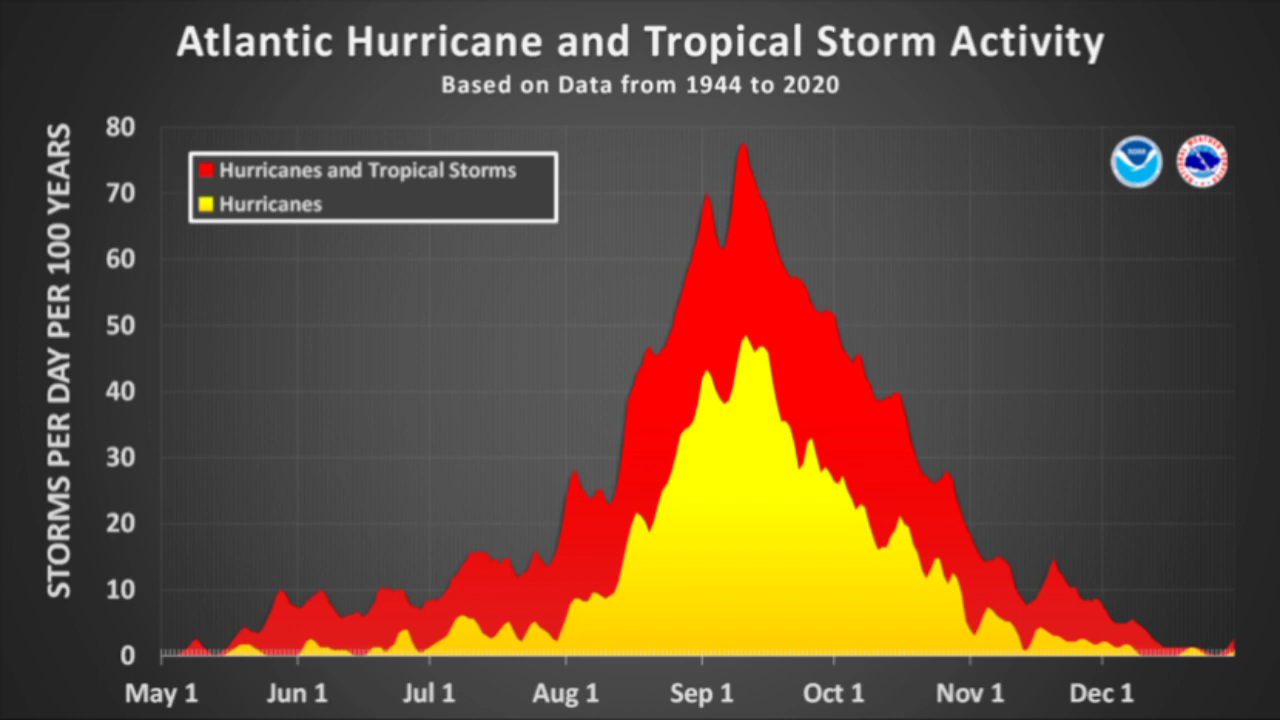 Atlantic Hurricane and Tropical Storm Activity
Based on Data from 1944 to 2020
STORMS PER DAY PER 100 YEARS
80
70
60
50
40
30
20
10
0
Hurricanes and Tropical Storms
Hurricanes
May 1 Jun 1 Jul 1 Aug 1 Sep 1 Oct 1 Nov 1 Dec 1